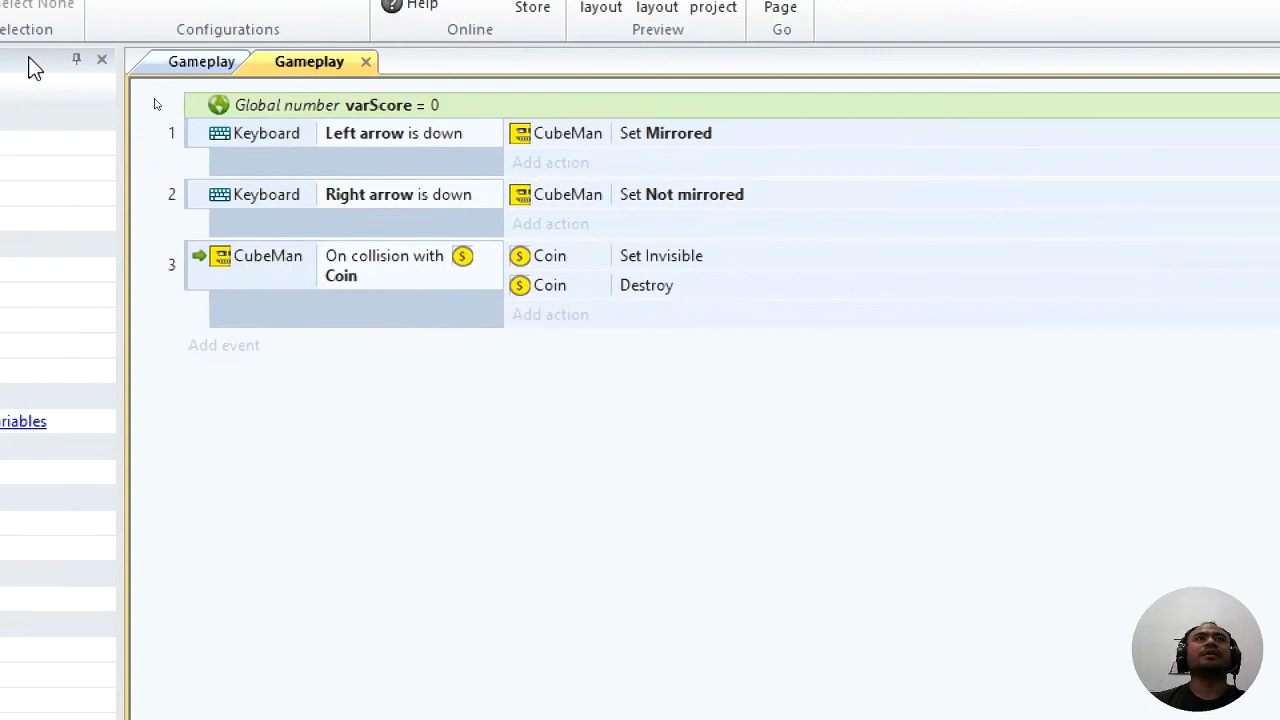 Select None
Help
Store
layout layout project
Page
election
Configurations
Online
Preview
Go
Gameplay
Gameplay
Global number varScore = 0
1 Keyboard Left arrow is down CubeMan Set Mirrored
Add action
2 Keyboard Right arrow is down CubeMan Set Not mirrored
Add action
3 CubeMan On collision with $ Coin
$ Coin Set Invisible
$ Coin Destroy
Add action
Add event
riables